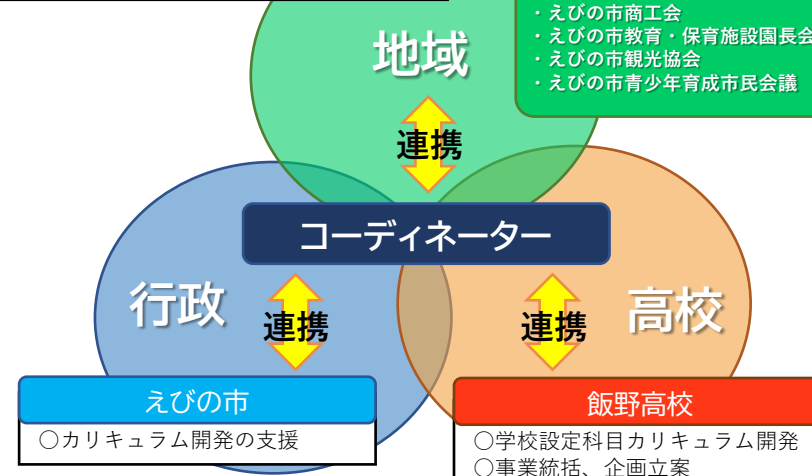 ・えびの市商工会
・えびの市教育・保育施設園長会
・えびの市観光協会
・えびの市青少年育成市民会議
地域
連携
コーディネーター
行政
連携
連携
高校
えびの市
○カリキュラム開発の支援
飯野高校
○学校設定科目カリキュラム開発
○事業統括、企画立案